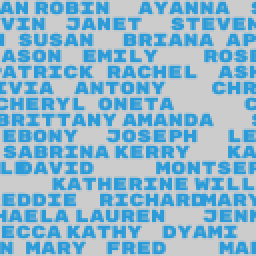 AN ROBIN AYANNA S
VIN JANET STEVEN
N SUSAN BRIANA AP
ASON EMILY ROSE
PATRICK RACHEL ASH
IVIA ANTONY CHR
CHERYL ONETA C
BRITTANY AMANDA S
EBONY JOSEPH LE
SABRINA KERRY KA
LE DAVID MONTSER
KATHERINE WILL
EDDIE RICHARD MARY
HAELA LAUREN JENN
ECCA KATHY DYAMI
N MARY FRED MA